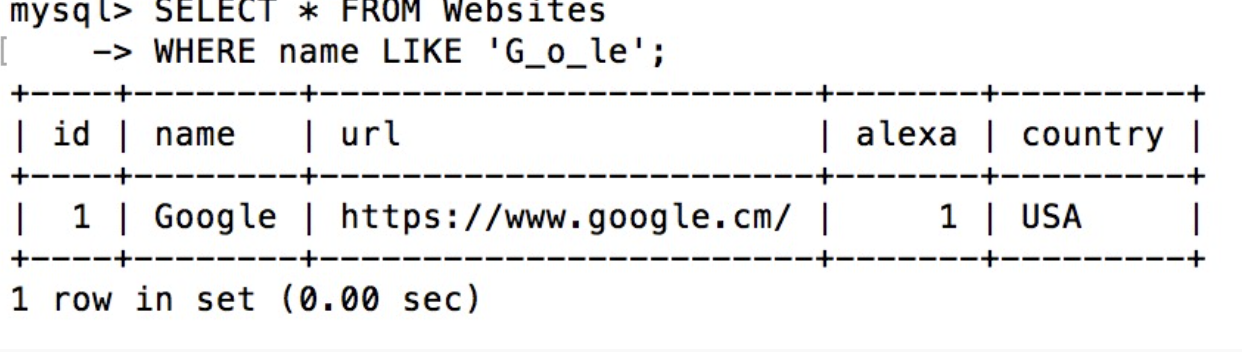 mysql> SELECT * FROM Websites
[    -> WHERE name LIKE 'G_o_le';
+----+--------+------------------------+-------+---------+
| id | name   | url                    | alexa | country |
+----+--------+------------------------+-------+---------+
|  1 | Google | https://www.google.cm/ |     1 | USA     |
+----+--------+------------------------+-------+---------+
1 row in set (0.00 sec)